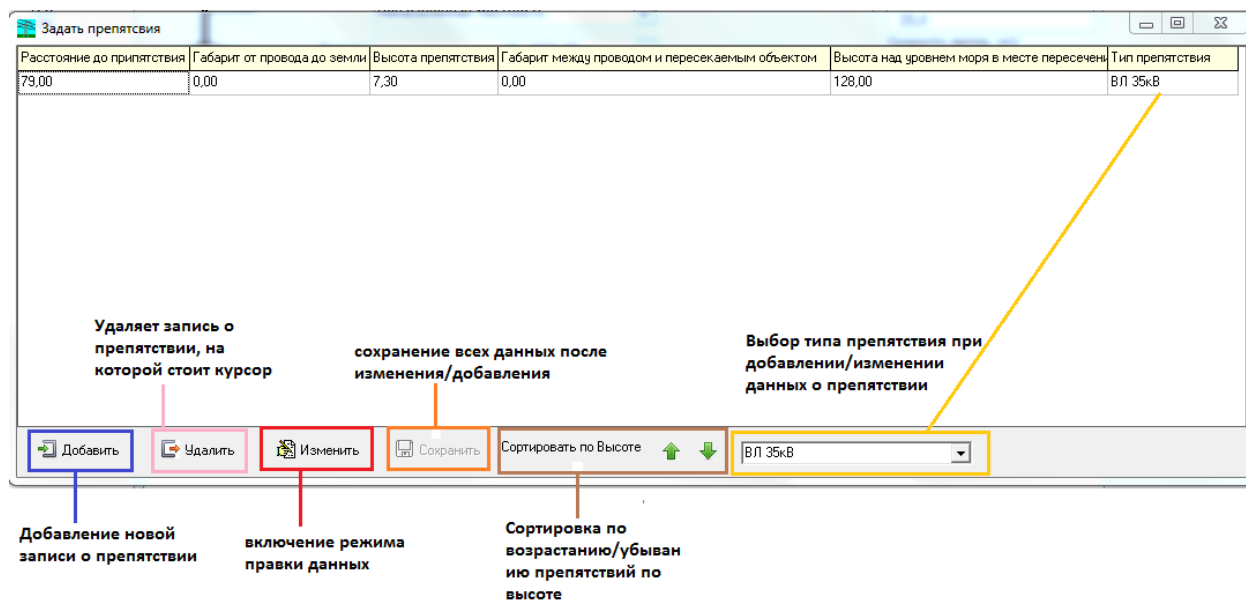 Задать препятсвия
Расстояние до припятствия Габарит от провода до земли Высота препятствия Габарит между проводом и пересекаемым объектом Высота над уровнем моря в месте пересечени Тип препятствия
79,00 0,00 7,30 0,00 128,00 ВЛ 35кВ
Удаляет запись о
препятствии, на
которой стоит курсор
сохранение всех данных после
изменения/добавления
Выбор типа препятствия при
добавлении/изменении
данных о препятствии
Добавить Удалить Изменить Сохранить Сортировать по Высоте ВЛ 35кВ
Добавление новой
записи о препятствии
включение режима
правки данных
Сортировка по
возрастанию/убыван
ию препятствий по
высоте